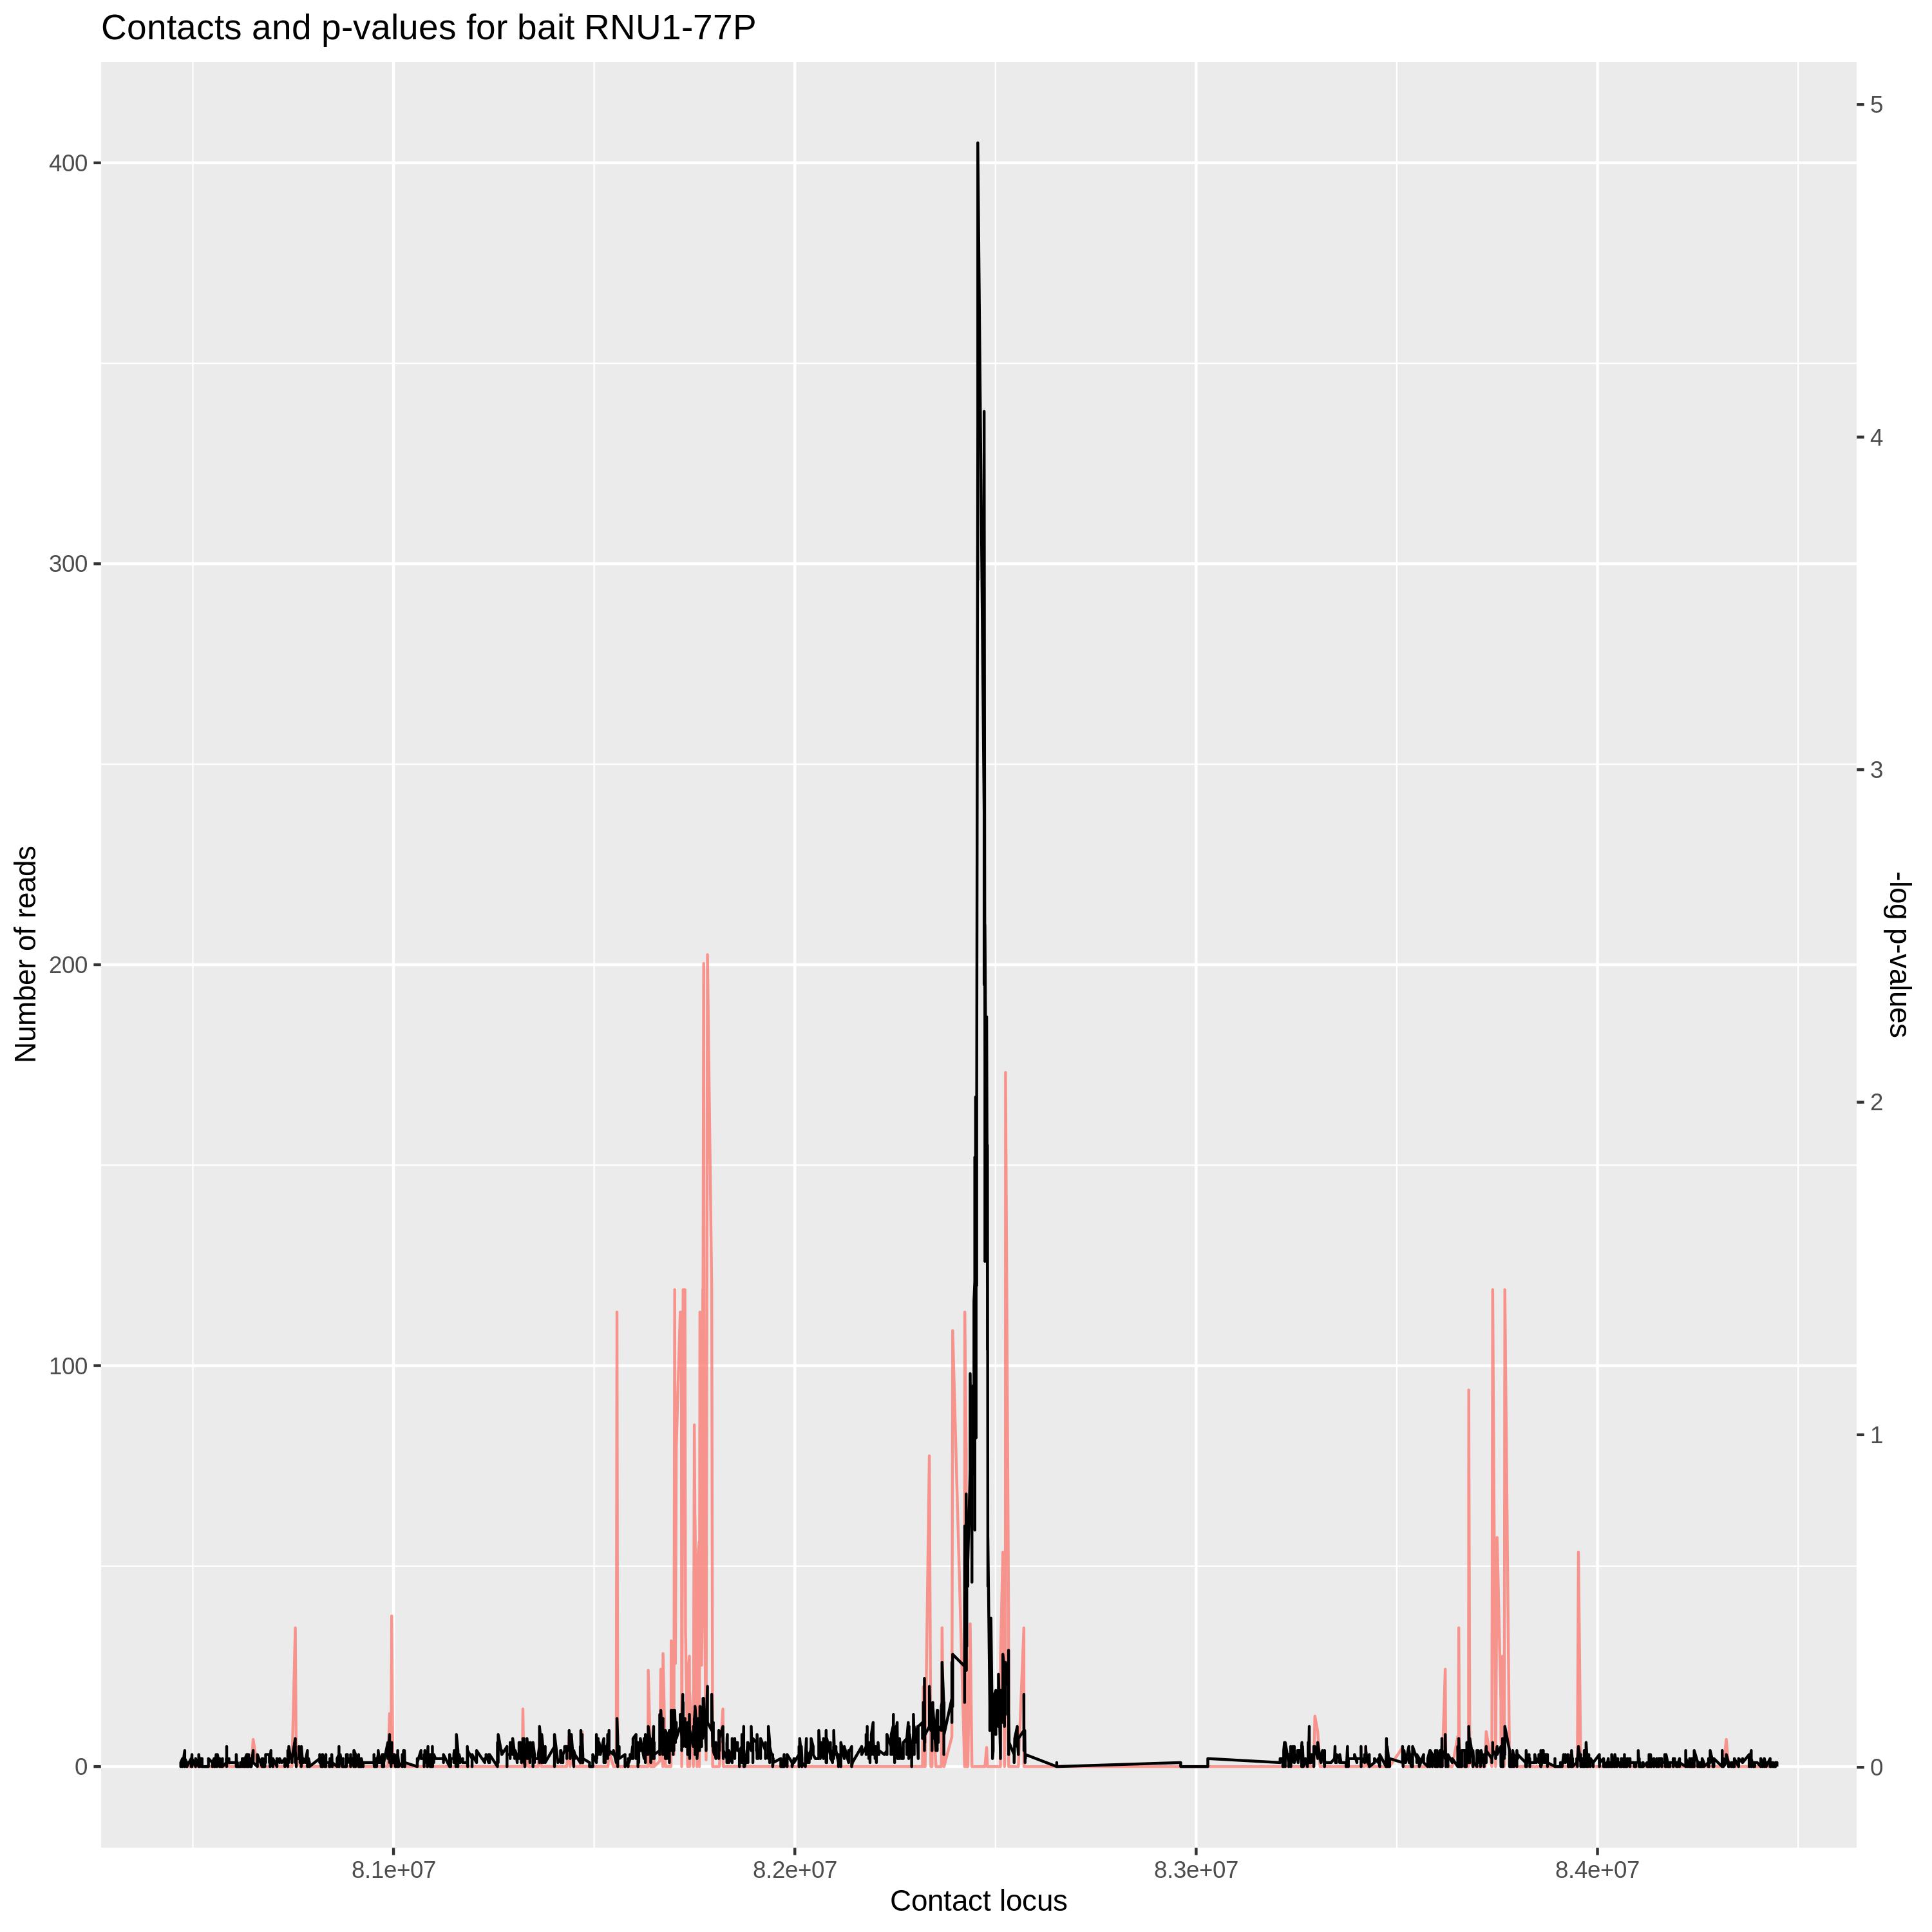 Contacts and p-values for bait RNU1-77P
5
400
4
300
3
Number of reads
-log p-values
200
2
100
1
0
0
8.1e+07
8.2e+07
8.3e+07
8.4e+07
Contact locus